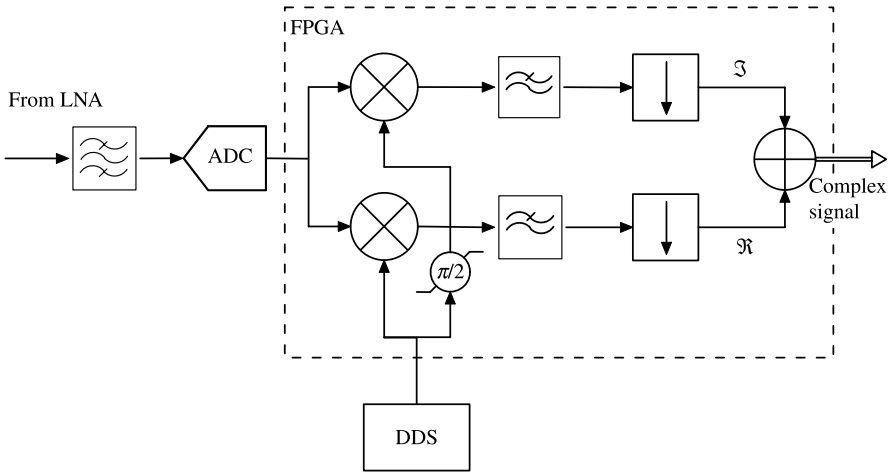 FPGA
ℑ
From LNA
ADC
Complex
signal
ℜ
π/2
DDS